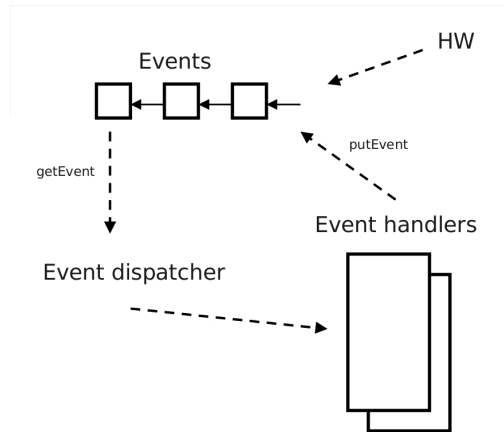 HW
Events
putEvent
getEvent
Event handlers
Event dispatcher